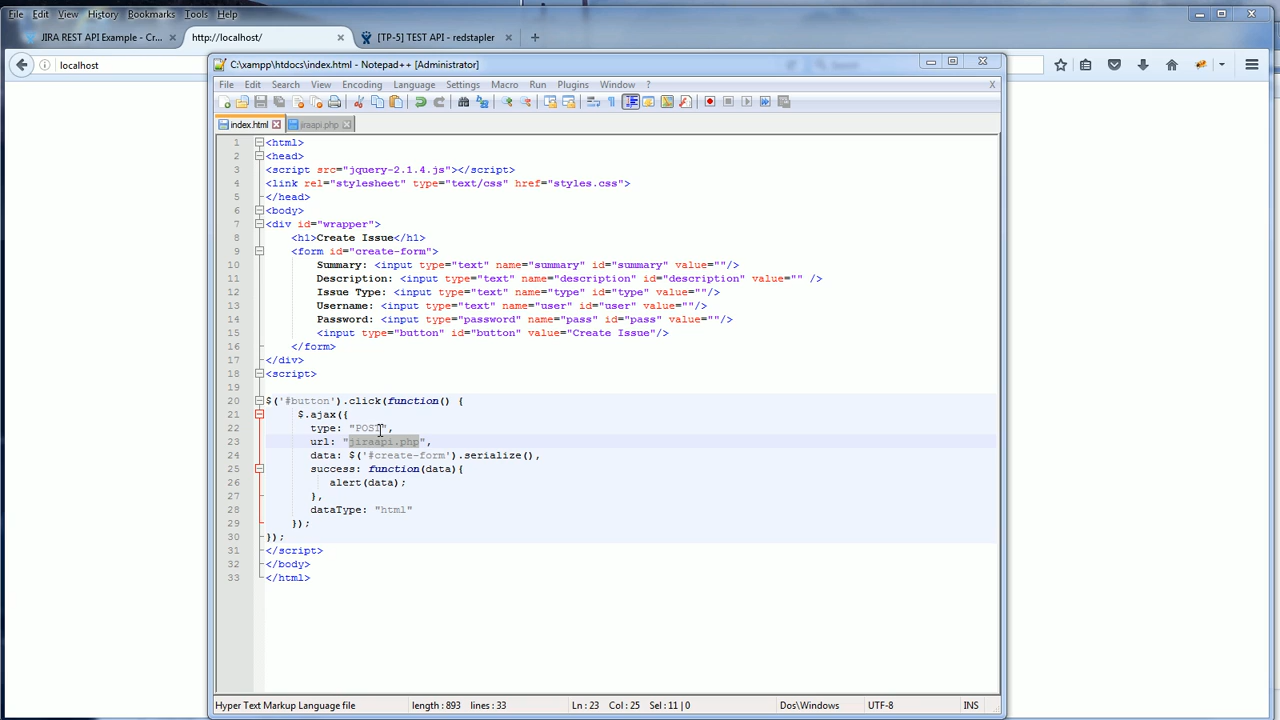 File Edit View History Bookmarks Tools Help
JIRA REST API Example - Cr... × http://localhost/ × [TP-5] TEST API - redstapler × +
localhost Search
C:\xampp\htdocs\index.html - Notepad++ [Administrator]
File Edit Search View Encoding Language Settings Macro Run Plugins Window ? X
index.html jiraapi.php
1 <html>
2 <head>
3 <script src="jquery-2.1.4.js"></script>
4 <link rel="stylesheet" type="text/css" href="styles.css">
5 </head>
6 <body>
7 <div id="wrapper">
8 <h1>Create Issue</h1>
9 <form id="create-form">
10 Summary: <input type="text" name="summary" id="summary" value=""/>
11 Description: <input type="text" name="description" id="description" value="" />
12 Issue Type: <input type="text" name="type" id="type" value=""/>
13 Username: <input type="text" name="user" id="user" value=""/>
14 Password: <input type="password" name="pass" id="pass" value=""/>
15 <input type="button" id="button" value="Create Issue"/>
16 </form>
17 </div>
18 <script>
19
20 $('#button').click(function() {
21 $.ajax({
22 type: "POST",
23 url: "jiraapi.php",
24 data: $('#create-form').serialize(),
25 success: function(data){
26 alert(data);
27 },
28 dataType: "html"
29 });
30 });
31 </script>
32 </body>
33 </html>
Hyper Text Markup Language file length : 893 lines : 33 Ln : 23 Col : 25 Sel : 11 | 0 Dos\Windows UTF-8 INS